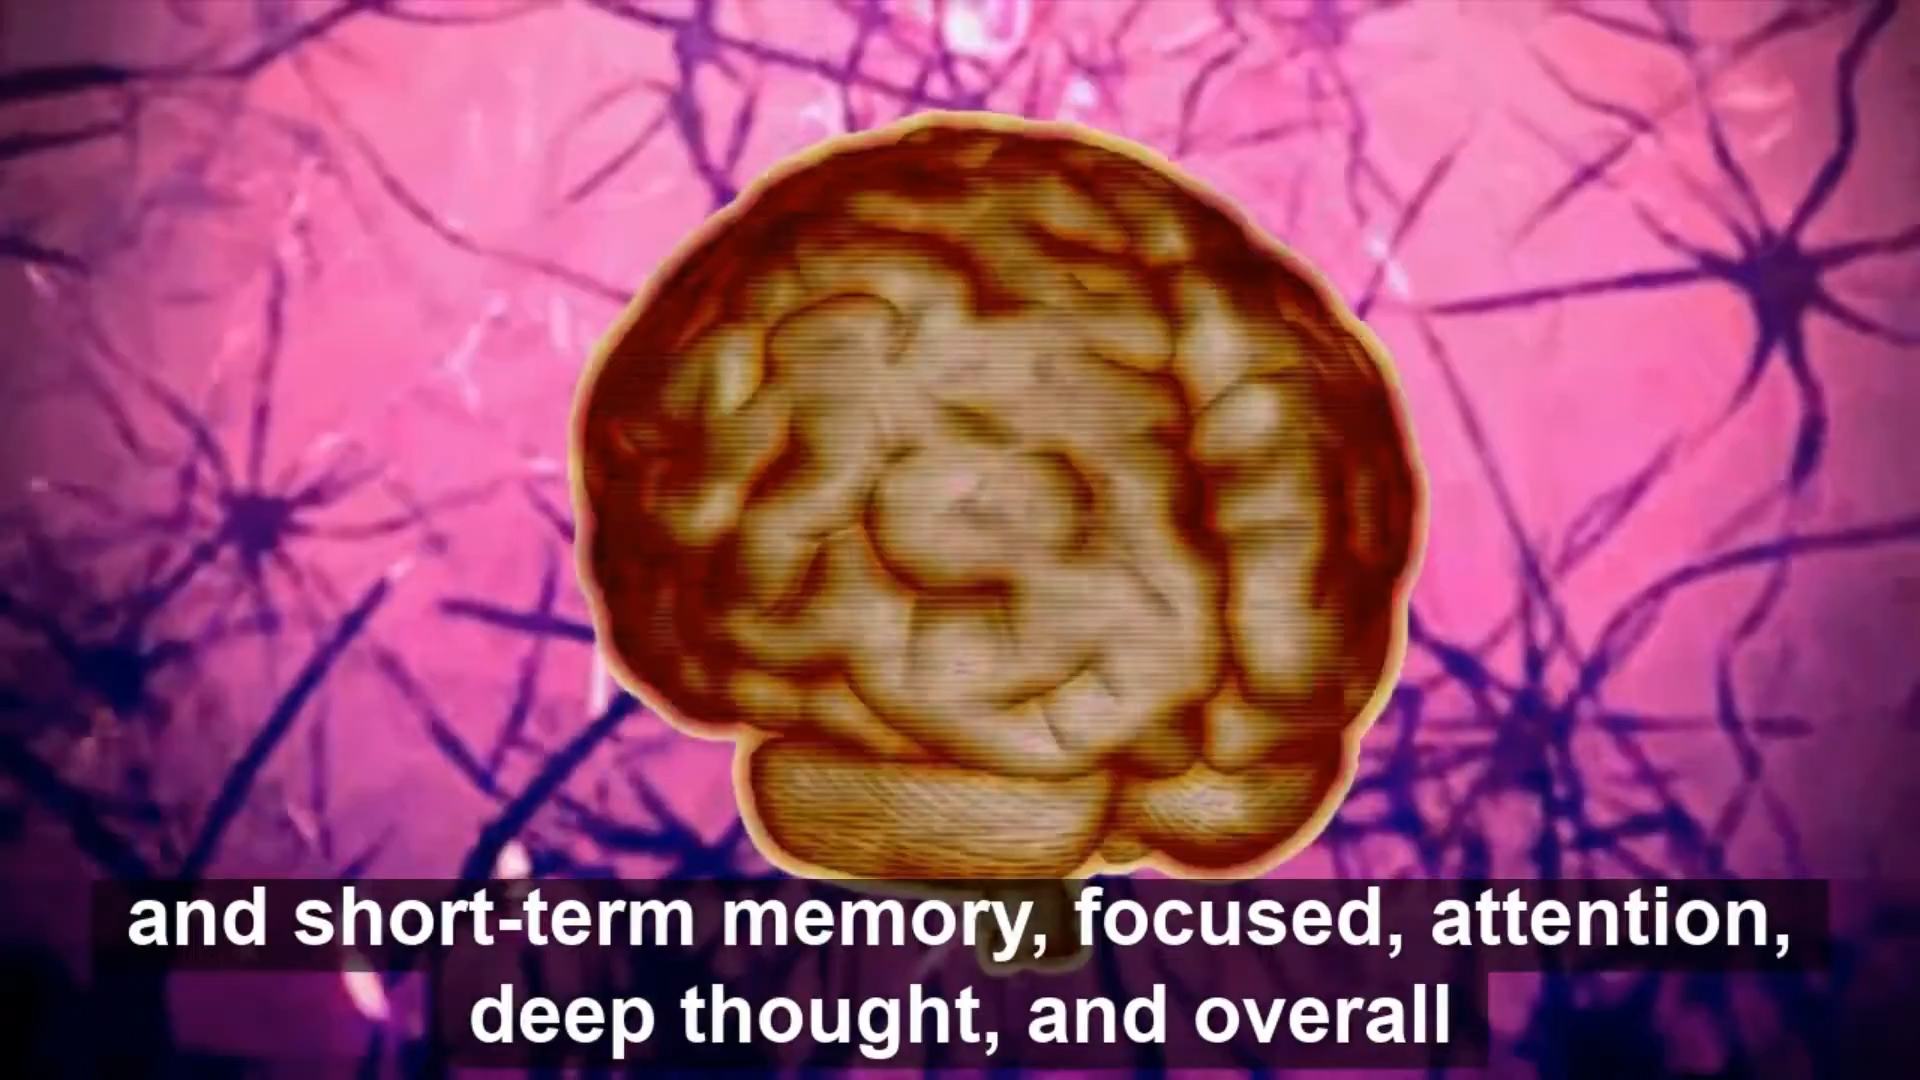 and short-term memory, focused, attention,
deep thought, and overall